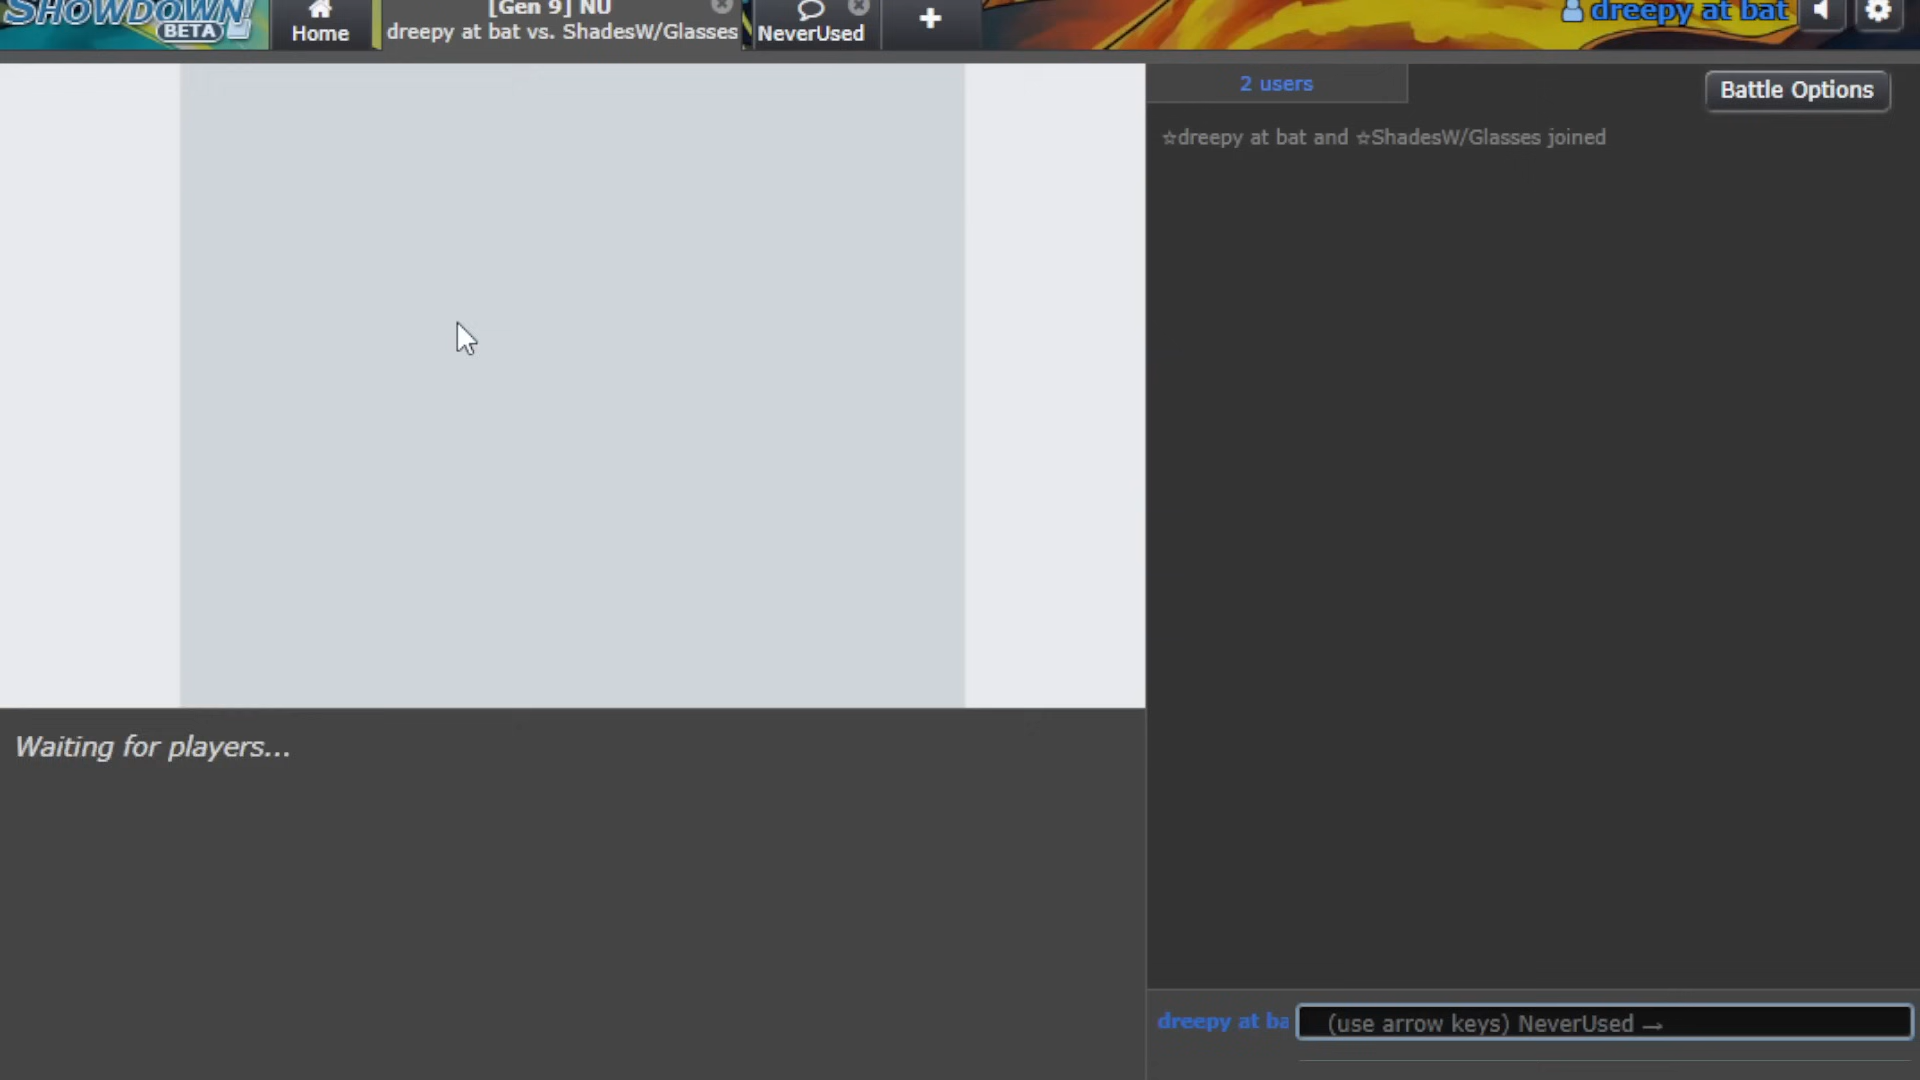 SHOWDOWN
BETA
Home
[Gen 9] NU
dreepy at bat vs. ShadesW/Glasses
NeverUsed
dreepy at bat
2 users
Battle Options
☆dreepy at bat and ☆ShadesW/Glasses joined
Waiting for players...
dreepy at ba
(use arrow keys) NeverUsed →